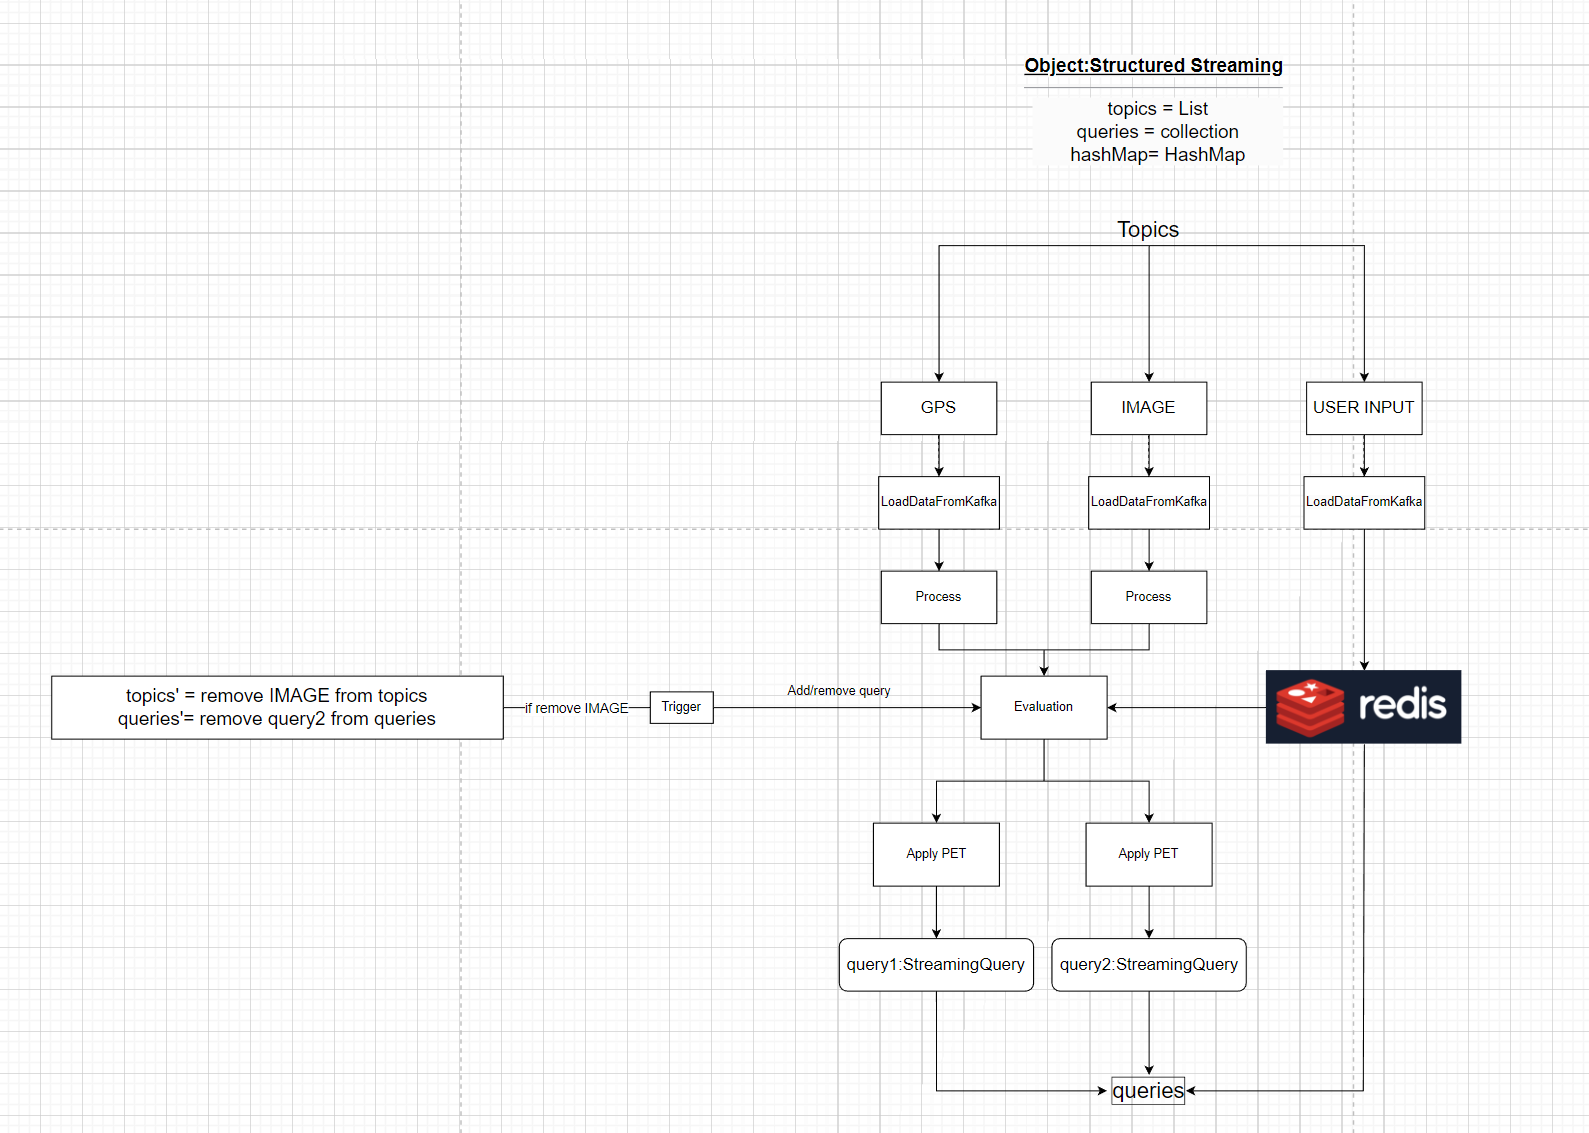 Object:Structured Streaming
topics = List
queries = collection
hashMap= HashMap
Topics
GPS
IMAGE
USER INPUT
LoadDataFromKafka
LoadDataFromKafka
LoadDataFromKafka
Process
Process
topics' = remove IMAGE from topics
queries'= remove query2 from queries
if remove IMAGE
Trigger
Add/remove query
Evaluation
redis
Apply PET
Apply PET
query1:StreamingQuery
query2:StreamingQuery
queries